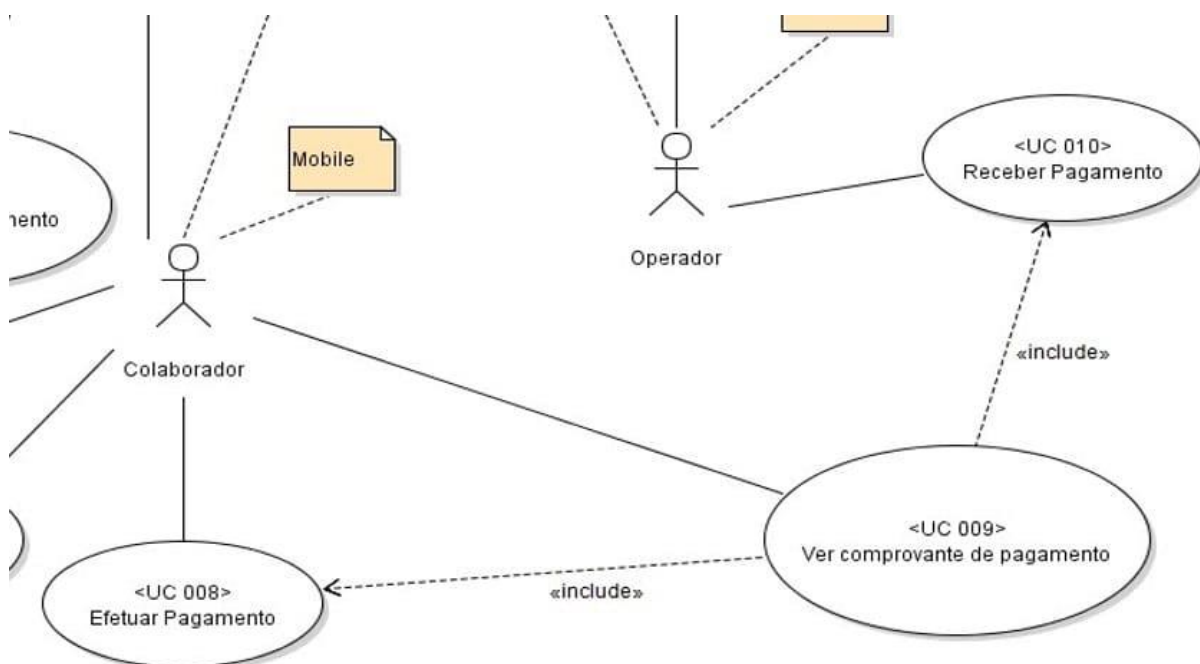 Mobile
<UC 010>
Receber Pagamento
Operador
«include»
Colaborador
<UC 009>
Ver comprovante de pagamento
«include»
<UC 008>
Efetuar Pagamento